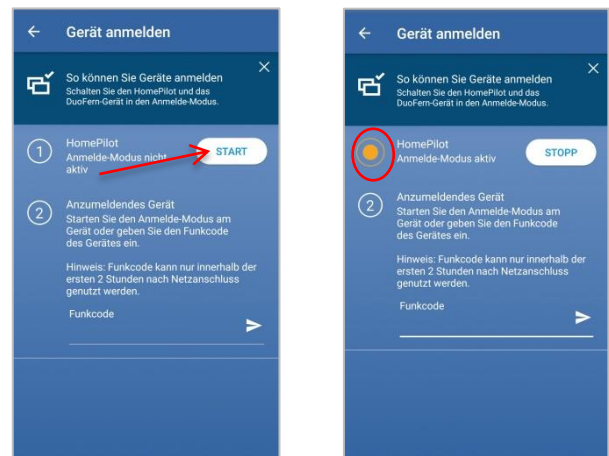 Gerät anmelden
So können Sie Geräte anmelden
Schalten Sie den HomePilot und das
DuoFern-Gerät in den Anmelde-Modus.
1
HomePilot
Anmelde-Modus nicht
aktiv
START
2
Anzumeldendes Gerät
Starten Sie den Anmelde-Modus am
Gerät oder geben Sie den Funkcode
des Gerätes ein.
Hinweis: Funkcode kann nur innerhalb der
ersten 2 Stunden nach Netzanschluss
genutzt werden.
Funkcode
Gerät anmelden
So können Sie Geräte anmelden
Schalten Sie den HomePilot und das
DuoFern-Gerät in den Anmelde-Modus.
HomePilot
Anmelde-Modus aktiv
STOPP
2
Anzumeldendes Gerät
Starten Sie den Anmelde-Modus am
Gerät oder geben Sie den Funkcode
des Gerätes ein.
Hinweis: Funkcode kann nur innerhalb der
ersten 2 Stunden nach Netzanschluss
genutzt werden.
Funkcode